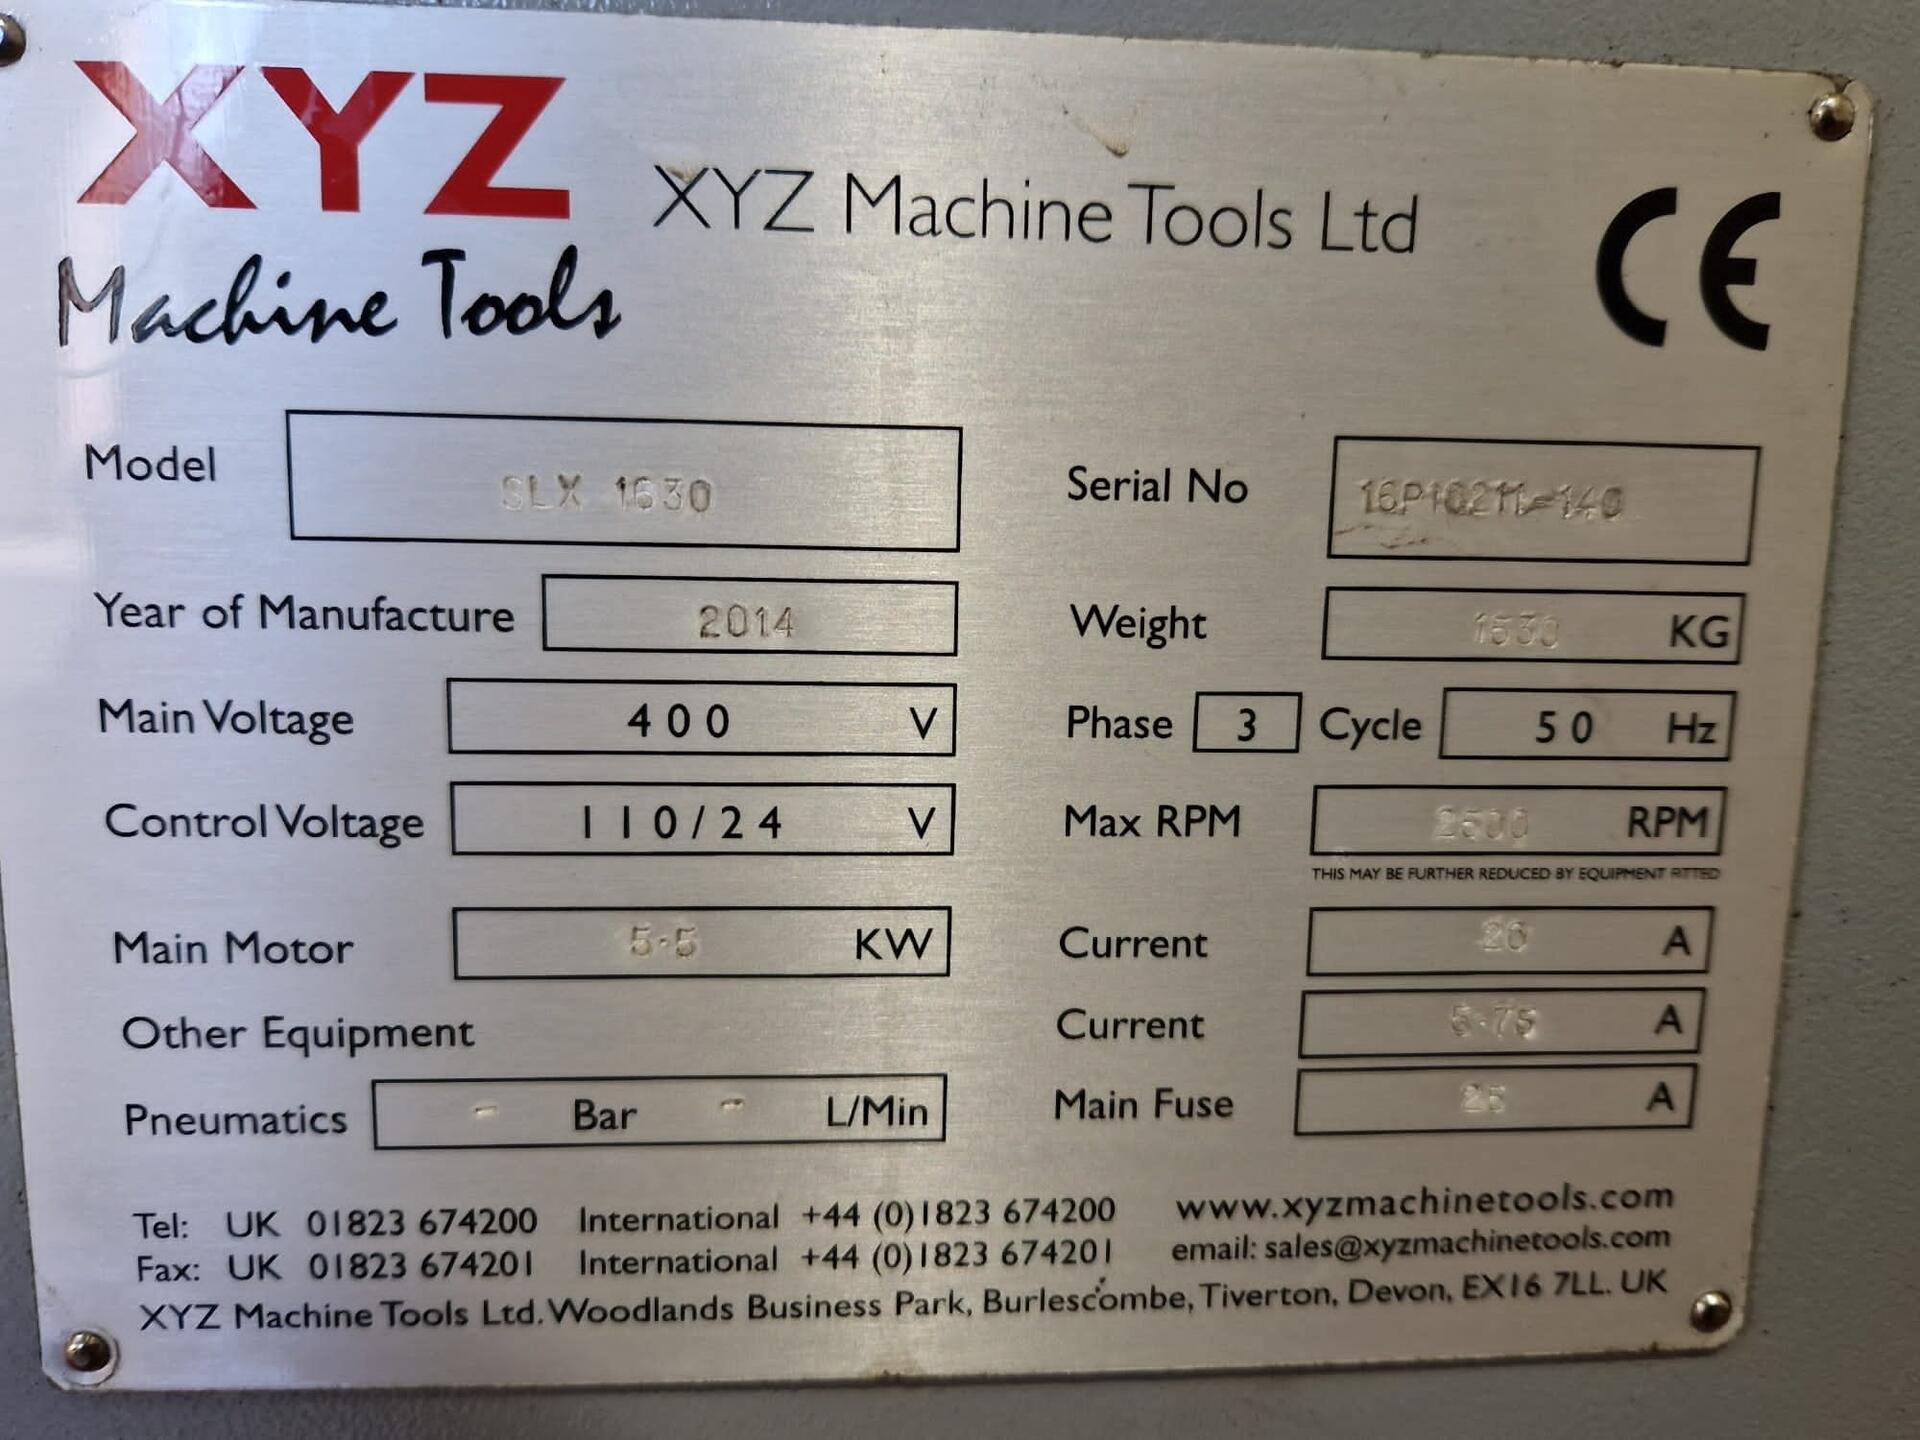 XYZ
Machine Tools
XYZ Machine Tools Ltd
CE
Model SLX 1630
Serial No 16P10211-140
Year of Manufacture 2014
Weight 1530 KG
Main Voltage 400 V
Phase 3 Cycle 50 Hz
Control Voltage 110/24 V
Max RPM 2500 RPM
THIS MAY BE FURTHER REDUCED BY EQUIPMENT FITTED
Main Motor 5.5 KW
Current 20 A
Other Equipment
Current 5.75 A
Pneumatics - Bar - L/Min
Main Fuse 25 A
Tel: UK 01823 674200 International +44 (0)1823 674200 www.xyzmachinetools.com
Fax: UK 01823 674201 International +44 (0)1823 674201 email: sales@xyzmachinetools.com
XYZ Machine Tools Ltd. Woodlands Business Park, Burlescombe, Tiverton, Devon, EX16 7LL. UK